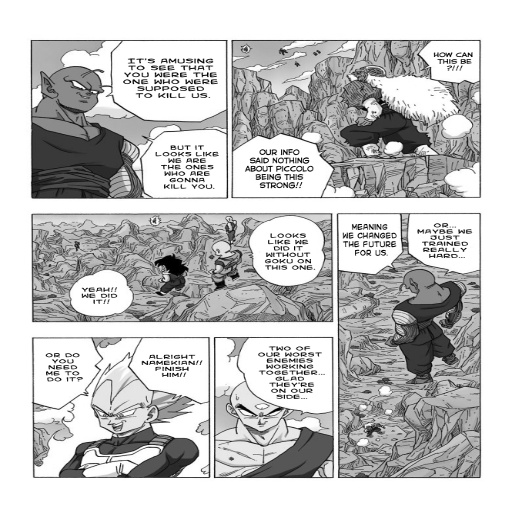 IT'S AMUSING
TO SEE THAT
YOU WERE THE
ONE WHO WERE
SUPPOSED
TO KILL US.
BUT IT
LOOKS LIKE
WE ARE
THE ONES
WHO ARE
GONNA
KILL YOU.
HOW CAN
THIS BE
?!!!
OUR INFO
SAID NOTHING
ABOUT PICCOLO
BEING THIS
STRONG!!
LOOKS
LIKE WE
DID IT
WITHOUT
GOKU ON
THIS ONE.
YEAH!!
WE DID
IT!!
OR...
MAYBE WE
JUST
TRAINED
REALLY
HARD...
MEANING
WE CHANGED
THE FUTURE
FOR US.
OR DO
YOU
NEED
ME TO
DO IT?
ALRIGHT
NAMEKIAN!!
FINISH
HIM!!
TWO OF
OUR WORST
ENEMIES
WORKING
TOGETHER...
GLAD
THEY'RE
ON OUR
SIDE...